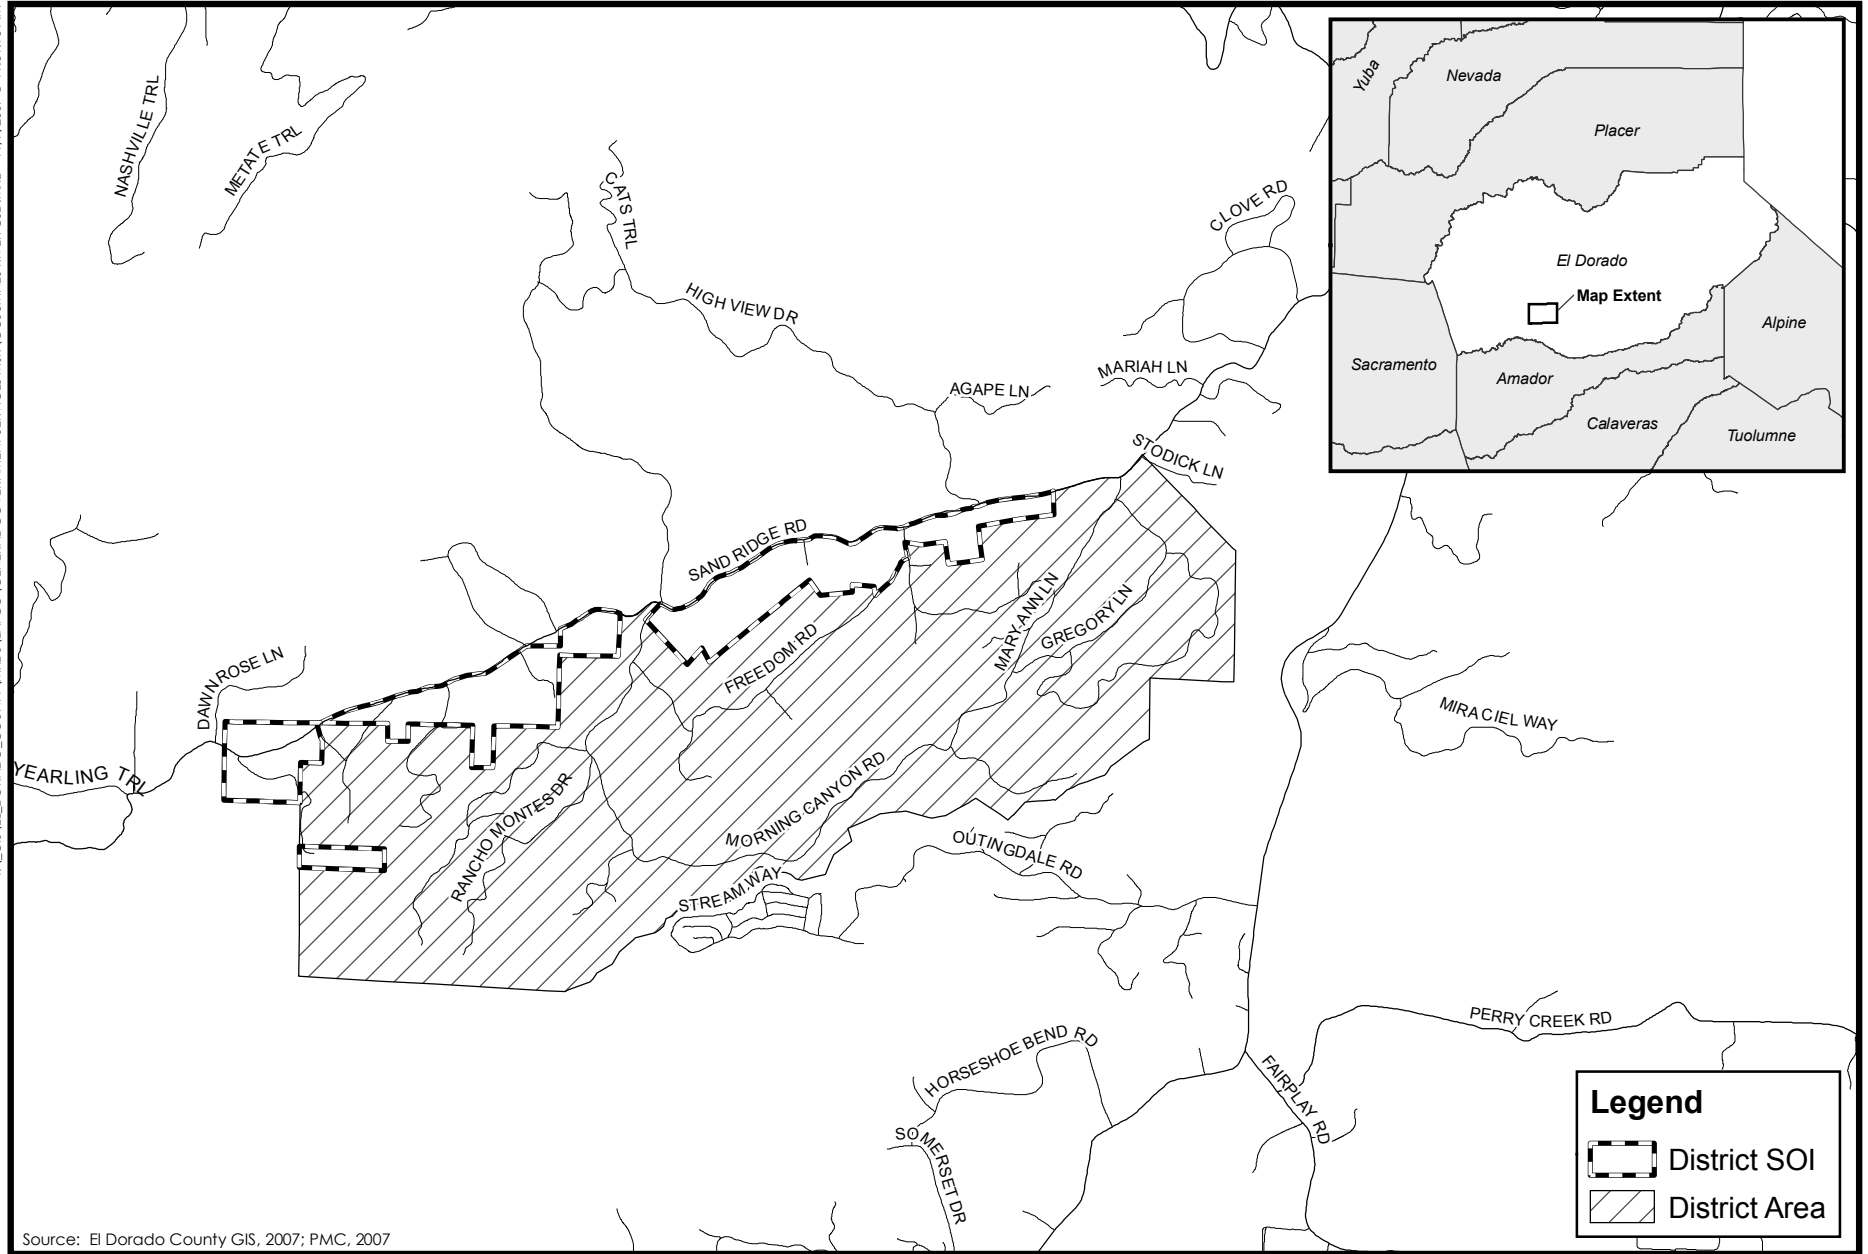 NASHVILLE TRL
METATE TRL
CATS TRL
HIGH VIEW DR
CLOVE RD
AGAPE LN
MARIAH LN
STODICK LN
SAND RIDGE RD
DAWN ROSE LN
YEARLING TRL
FREEDOM RD
MARY ANN LN
GREGORY LN
RANCHO MONTES DR
MORNING CANYON RD
STREAM WAY
OUTINGDALE RD
MIRACIEL WAY
PERRY CREEK RD
HORSESHOE BEND RD
FAIRPLAY RD
SOMERSET DR
Yuba
Nevada
Placer
El Dorado
Map Extent
Alpine
Sacramento
Amador
Calaveras
Tuolumne
Legend
District SOI
District Area
Source: El Dorado County GIS, 2007; PMC, 2007